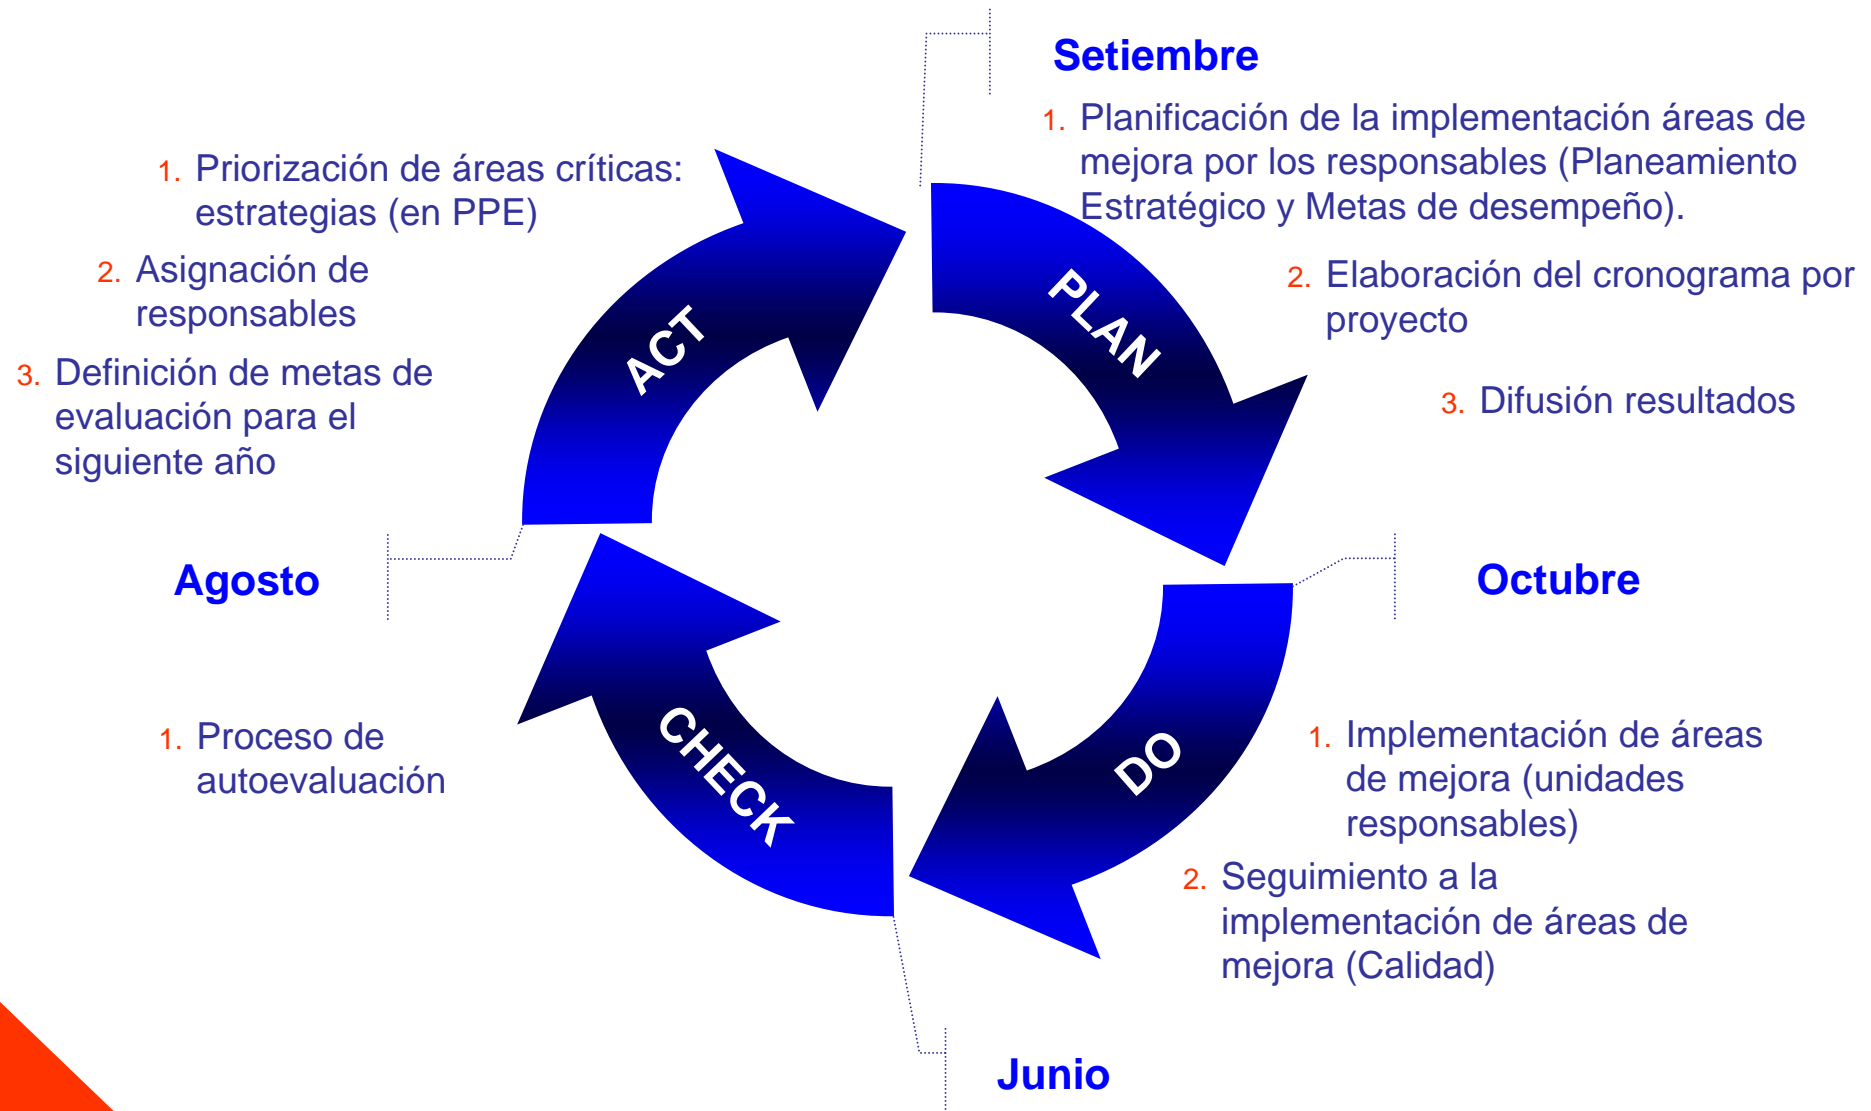 Setiembre
1. Planificación de la implementación áreas de
mejora por los responsables (Planeamiento
Estratégico y Metas de desempeño).
2. Elaboración del cronograma por
proyecto
3. Difusión resultados
PLAN
Octubre
1. Implementación de áreas
de mejora (unidades
responsables)
2. Seguimiento a la
implementación de áreas de
mejora (Calidad)
DO
Junio
1. Proceso de
autoevaluación
CHECK
Agosto
1. Priorización de áreas críticas:
estrategias (en PPE)
2. Asignación de
responsables
3. Definición de metas de
evaluación para el
siguiente año
ACT